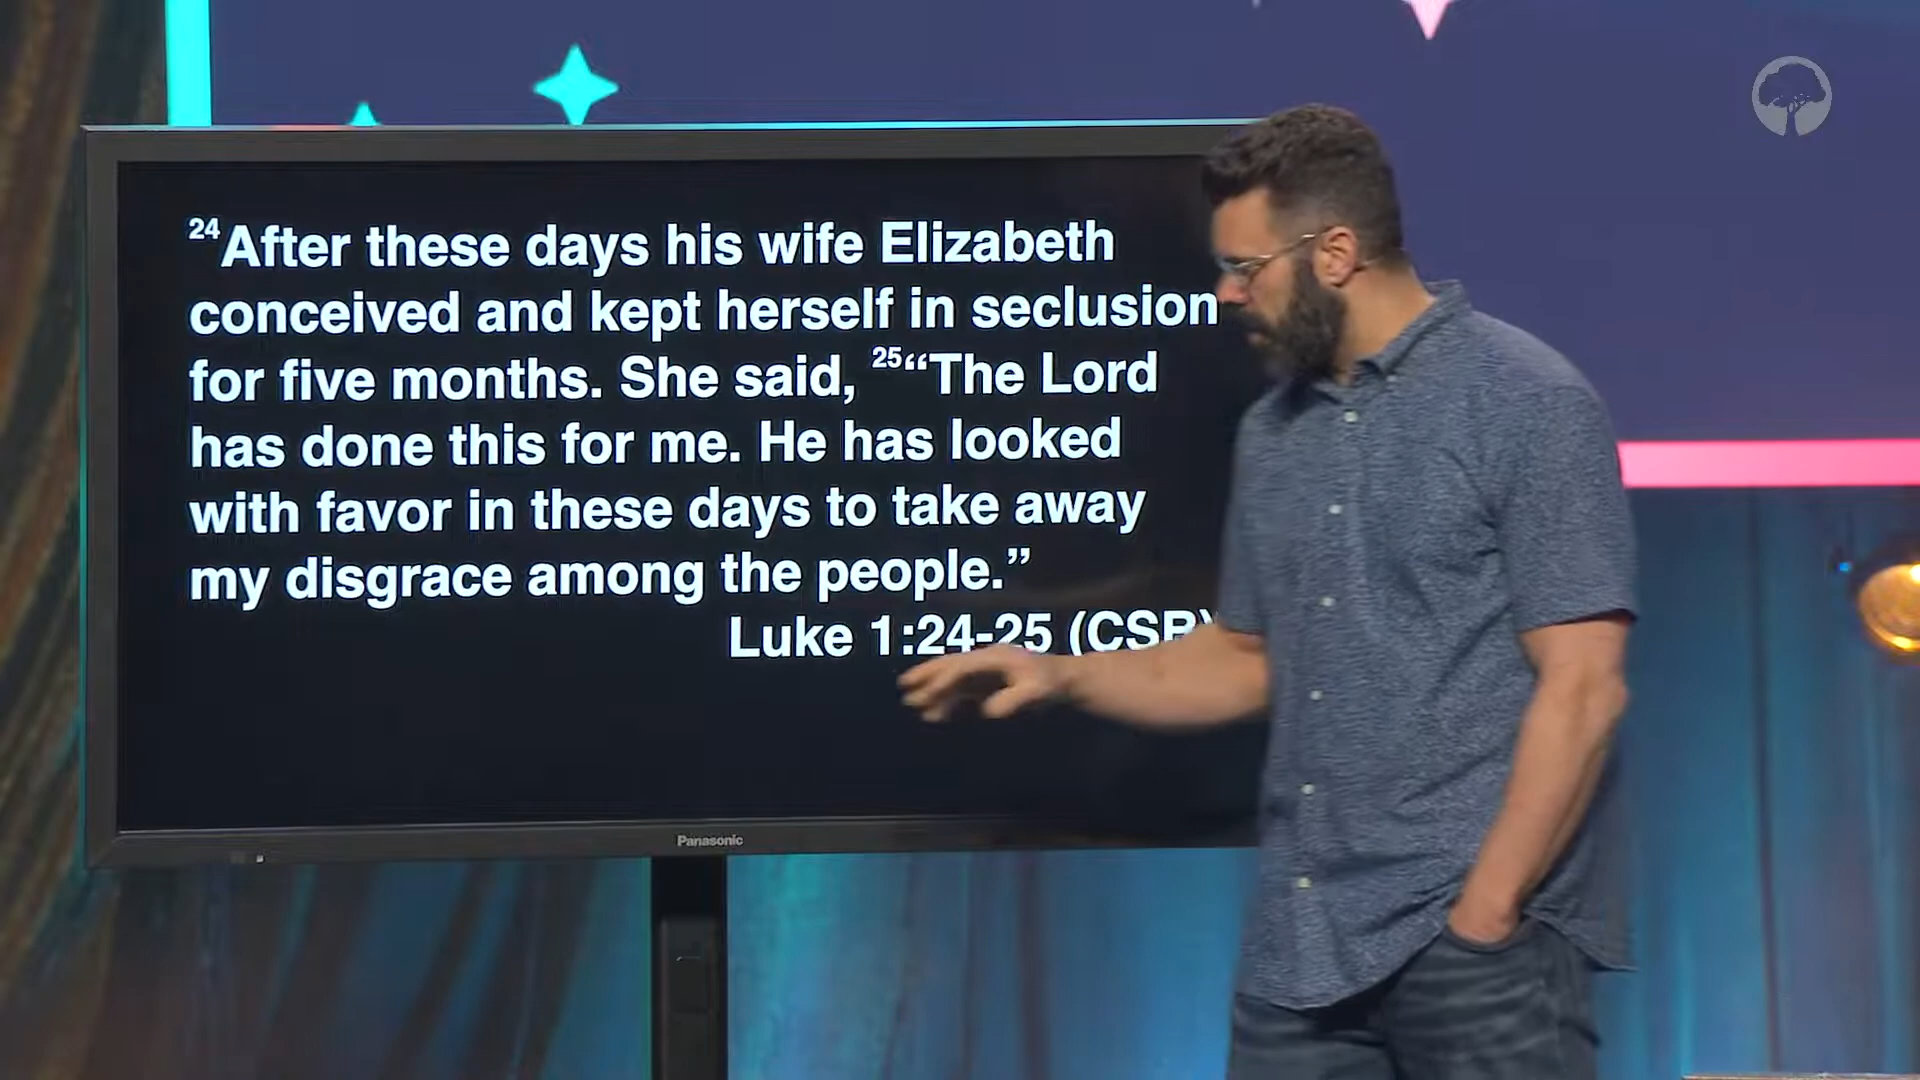 24After these days his wife Elizabeth
conceived and kept herself in seclusion
for five months. She said, 25“The Lord
has done this for me. He has looked
with favor in these days to take away
my disgrace among the people.”
Luke 1:24-25 (CSB)
Panasonic